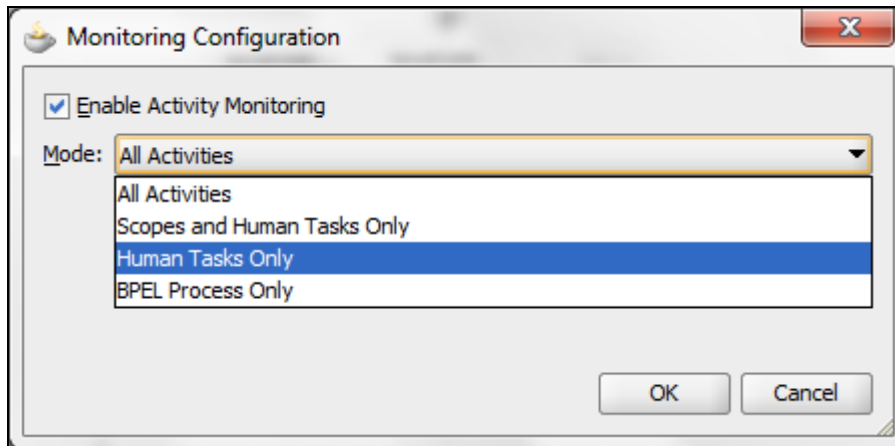 Monitoring Configuration
Enable Activity Monitoring
Mode: All Activities
All Activities
Scopes and Human Tasks Only
Human Tasks Only
BPEL Process Only
OK Cancel